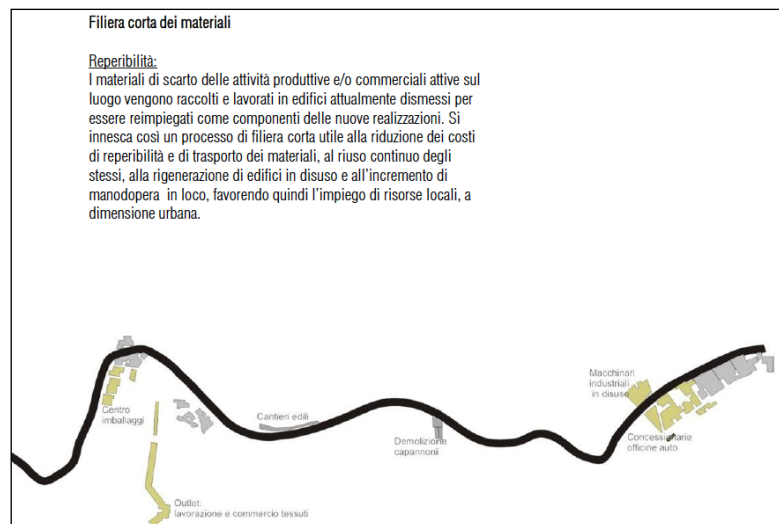 Filiera corta dei materiali
Reperibilità:
I materiali di scarto delle attività produttive e/o commerciali attive sul
luogo vengono raccolti e lavorati in edifici attualmente dismessi per
essere reimpiegati come componenti delle nuove realizzazioni. Si
innesca così un processo di filiera corta utile alla riduzione dei costi
di reperibilità e di trasporto dei materiali, al riuso continuo degli
stessi, alla rigenerazione di edifici in disuso e all'incremento di
manodopera in loco, favorendo quindi l'impiego di risorse locali, a
dimensione urbana.
Centro
imballaggi
Outlet:
lavorazione e commercio tessuti
Cantieri edili
Demolizione
capannoni
Macchinari
industriali
in disuso
Concessionarie
officine auto